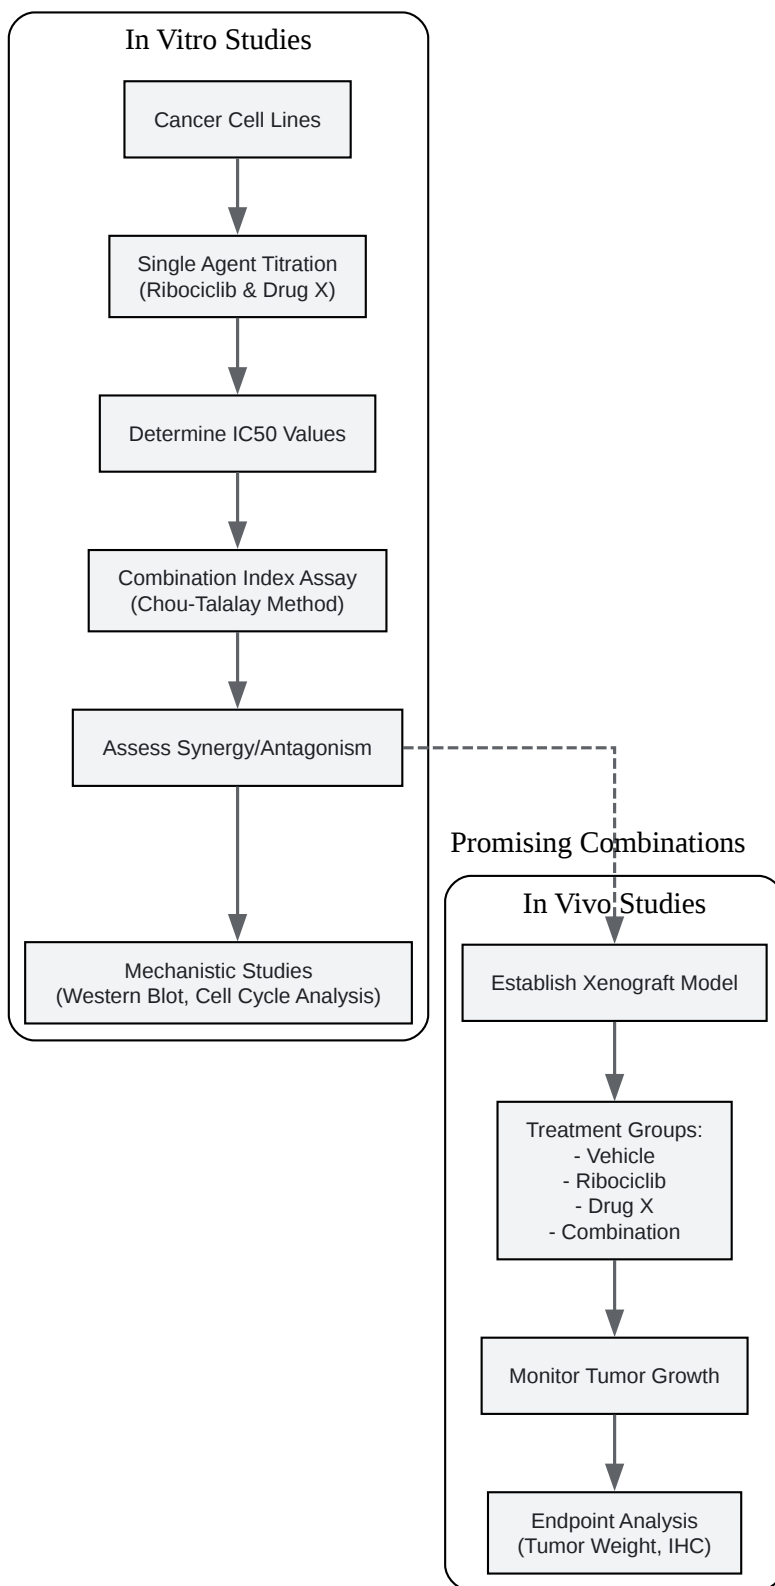 In Vitro Studies
Cancer Cell Lines
Single Agent Titration
(Ribociclib & Drug X)
Determine IC50 Values
Combination Index Assay
(Chou-Talalay Method)
Assess Synergy/Antagonism
Mechanistic Studies
(Western Blot, Cell Cycle Analysis)
Promising Combinations
In Vivo Studies
Establish Xenograft Model
Treatment Groups:
- Vehicle
- Ribociclib
- Drug X
- Combination
Monitor Tumor Growth
Endpoint Analysis
(Tumor Weight, IHC)